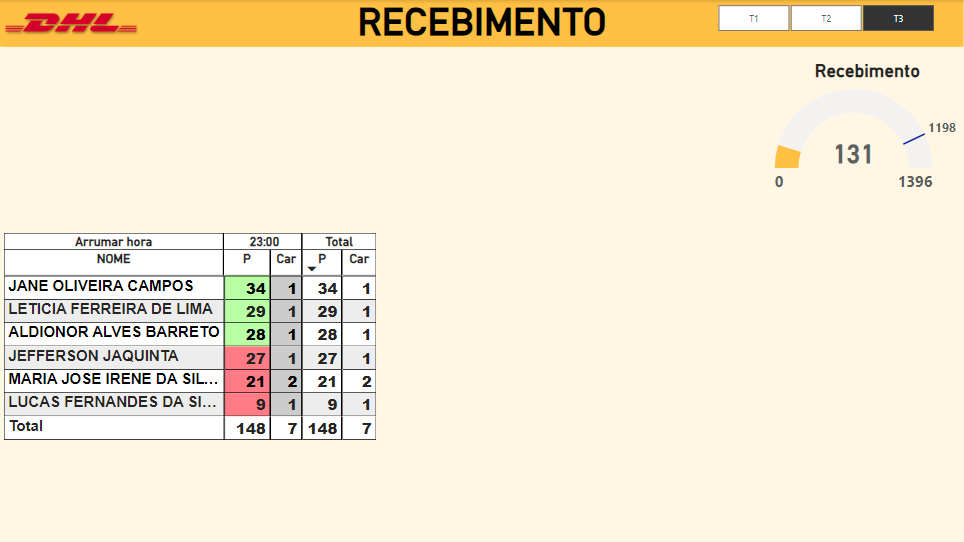 DHL RECEBIMENTO T1 T2 T3
Recebimento
1198
131
0 1396
Arrumar hora 23:00 Total
NOME P Car P Car
JANE OLIVEIRA CAMPOS 34 1 34 1
LETICIA FERREIRA DE LIMA 29 1 29 1
ALDIONOR ALVES BARRETO 28 1 28 1
JEFFERSON JAQUINTA 27 1 27 1
MARIA JOSE IRENE DA SIL... 21 2 21 2
LUCAS FERNANDES DA SI... 9 1 9 1
Total 148 7 148 7